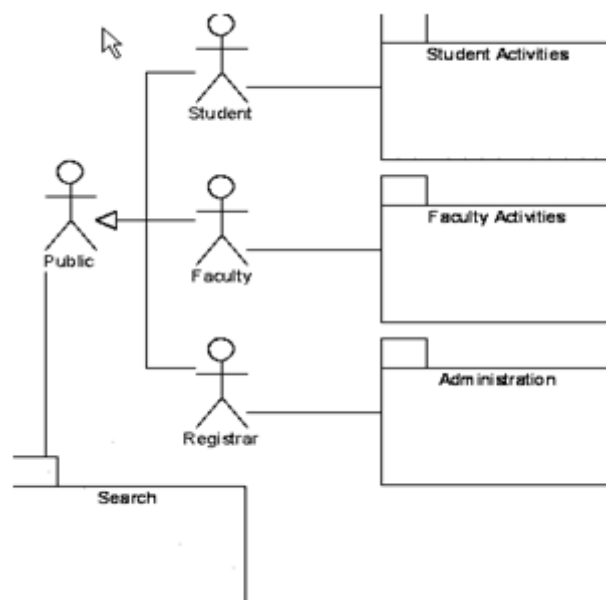 Student Activities
Student
Faculty Activities
Public
Faculty
Administration
Registrar
Search